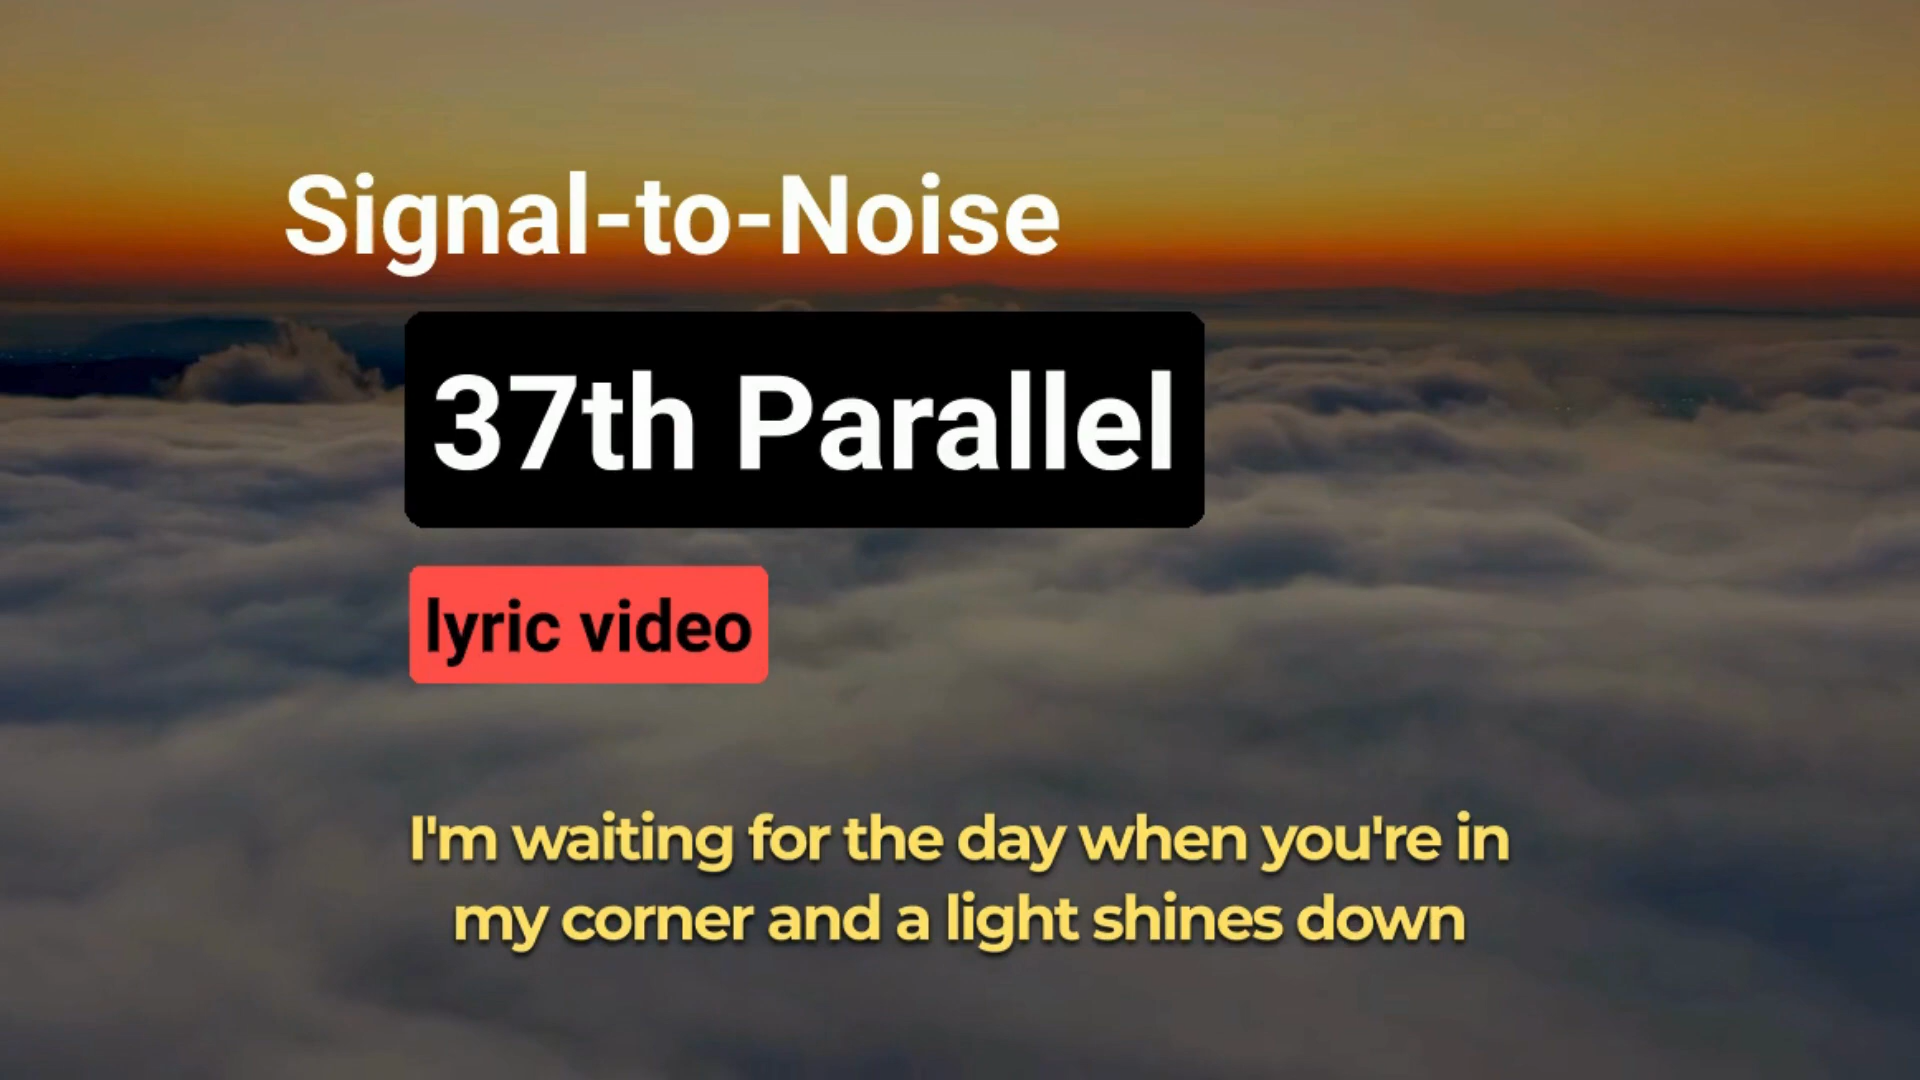 Signal-to-Noise
37th Parallel
lyric video
I'm waiting for the day when you're in
my corner and a light shines down